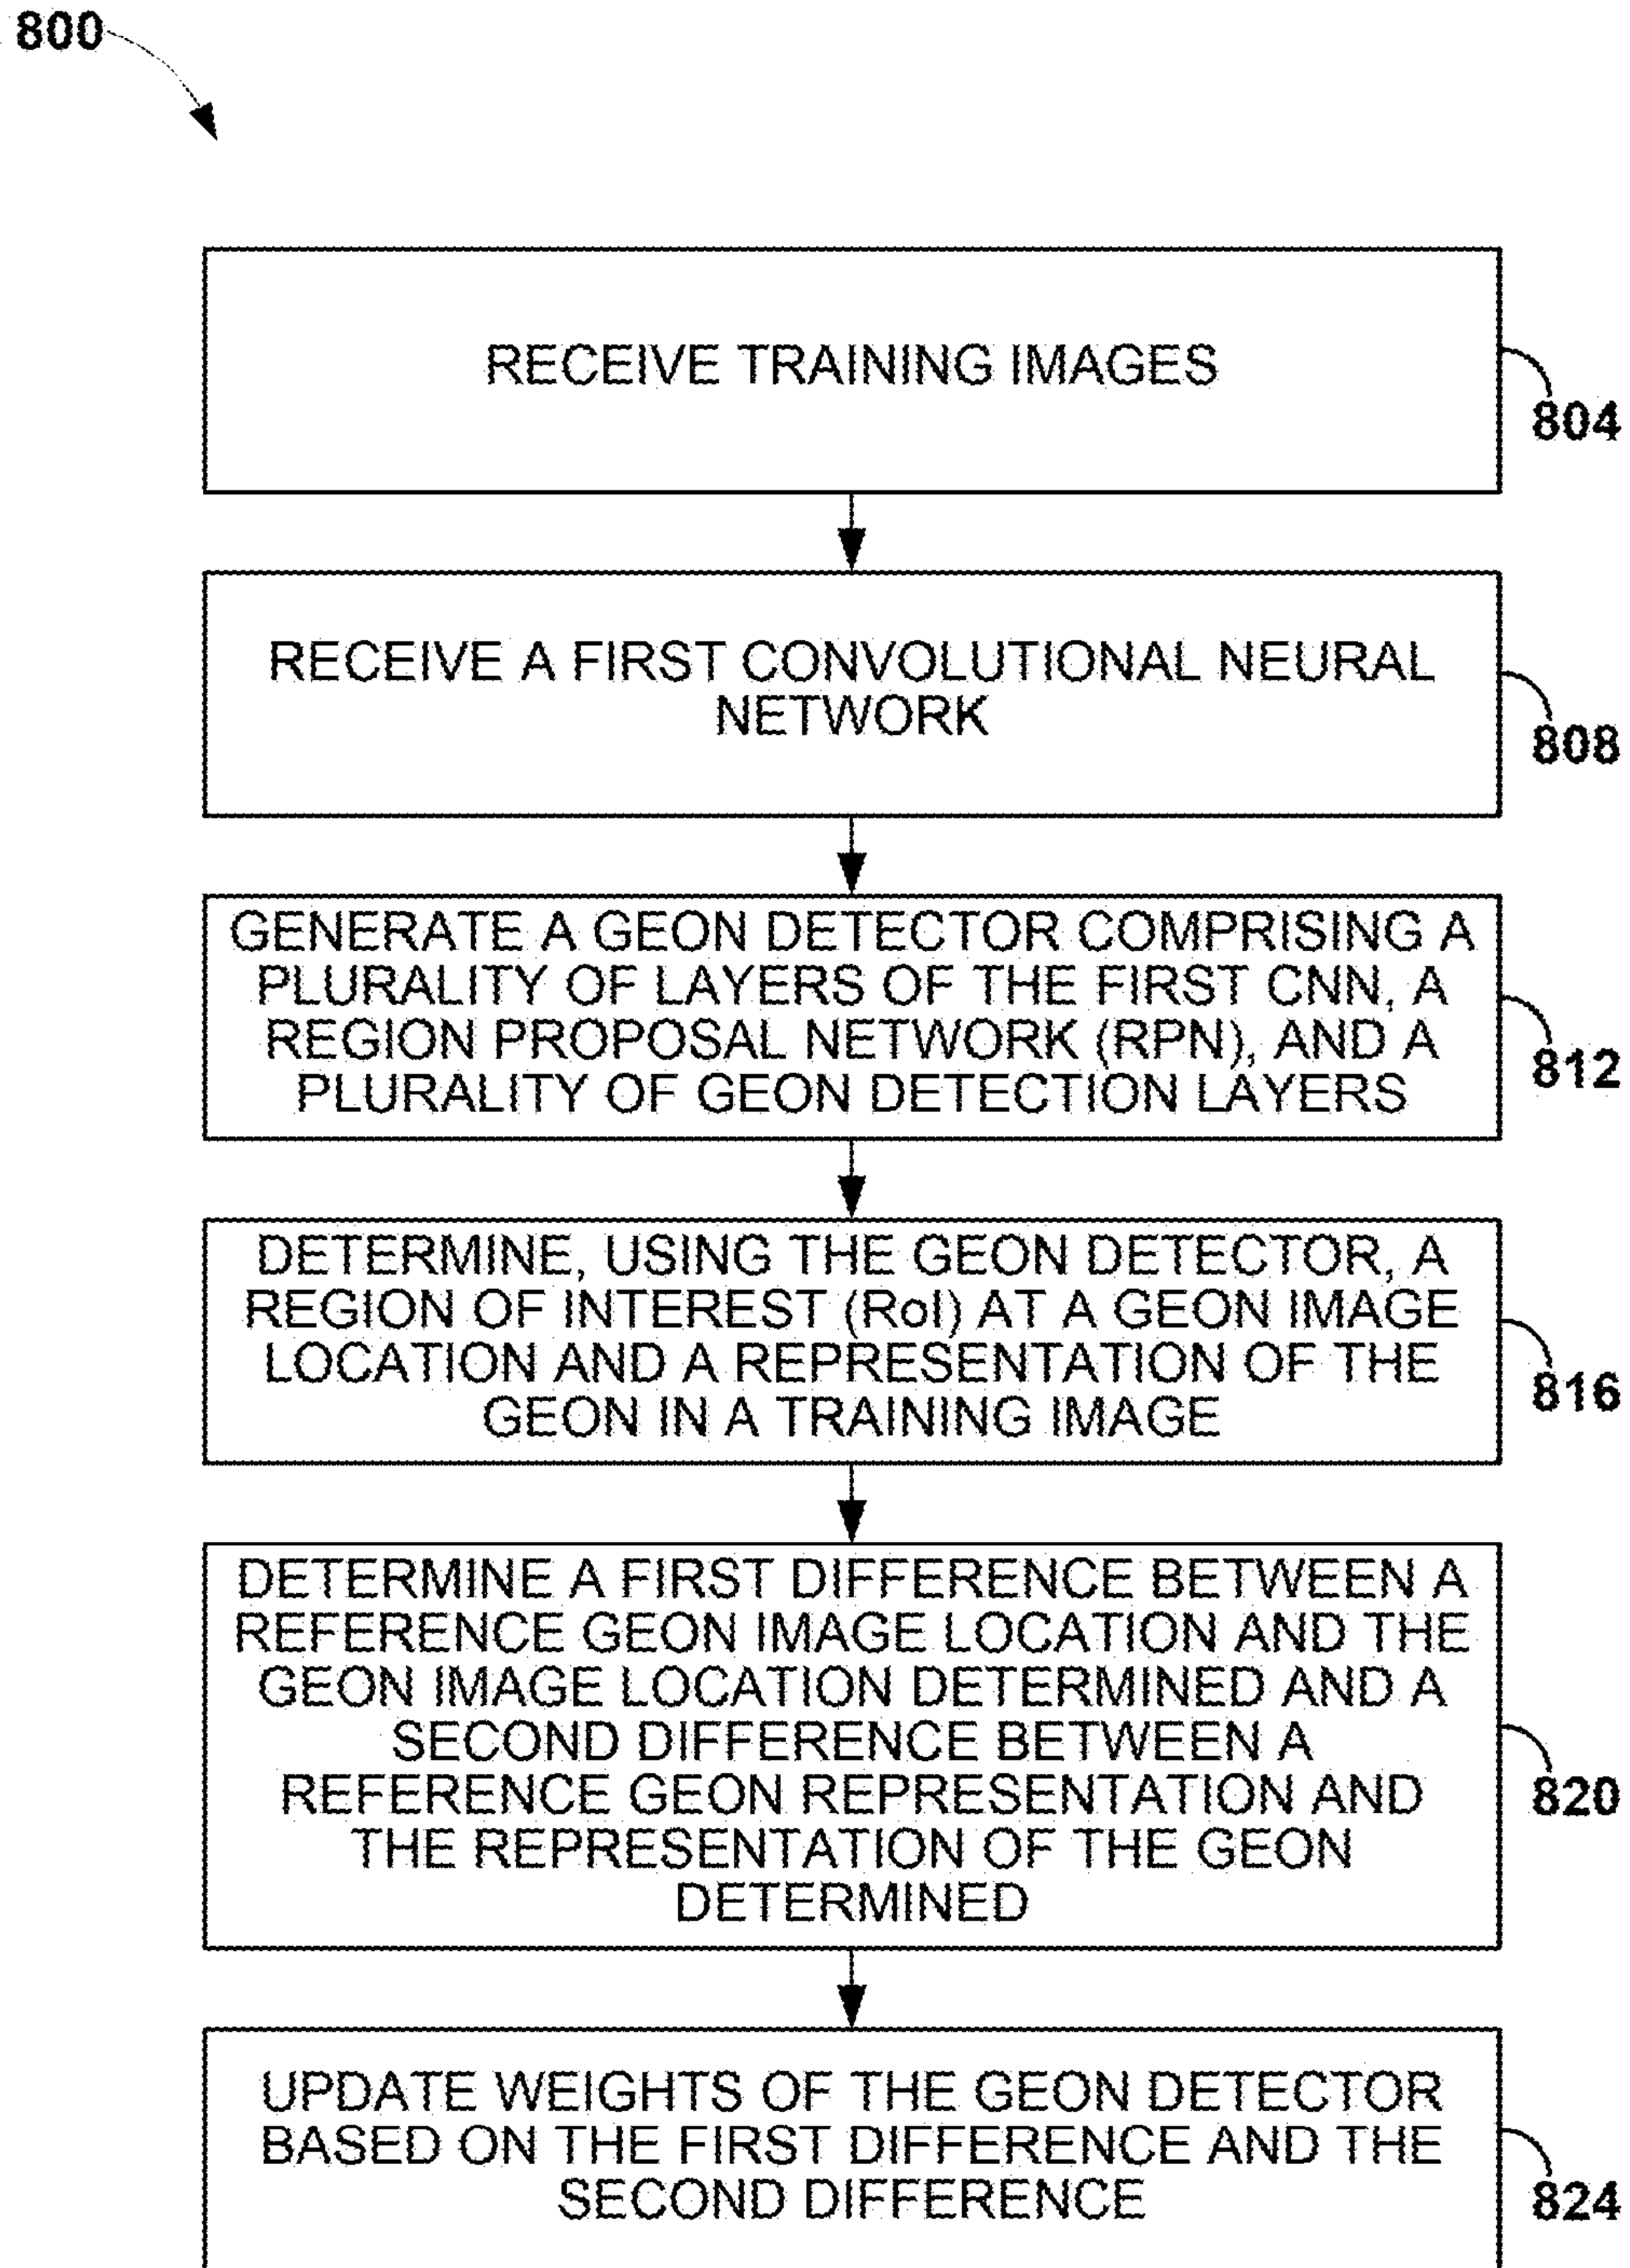 800
RECEIVE TRAINING IMAGES
804
RECEIVE A FIRST CONVOLUTIONAL NEURAL
NETWORK
808
GENERATE A GEON DETECTOR COMPRISING A
PLURALITY OF LAYERS OF THE FIRST CNN, A
REGION PROPOSAL NETWORK (RPN), AND A
PLURALITY OF GEON DETECTION LAYERS
812
DETERMINE, USING THE GEON DETECTOR, A
REGION OF INTEREST (RoI) AT A GEON IMAGE
LOCATION AND A REPRESENTATION OF THE
GEON IN A TRAINING IMAGE
816
DETERMINE A FIRST DIFFERENCE BETWEEN A
REFERENCE GEON IMAGE LOCATION AND THE
GEON IMAGE LOCATION DETERMINED AND A
SECOND DIFFERENCE BETWEEN A
REFERENCE GEON REPRESENTATION AND
THE REPRESENTATION OF THE GEON
DETERMINED
820
UPDATE WEIGHTS OF THE GEON DETECTOR
BASED ON THE FIRST DIFFERENCE AND THE
SECOND DIFFERENCE
824